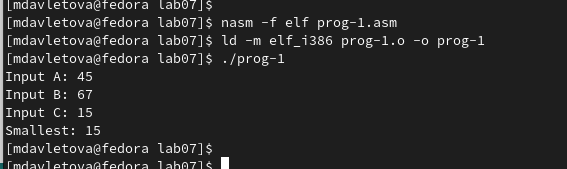 [mdavletova@fedora lab07]$
[mdavletova@fedora lab07]$ nasm -f elf prog-1.asm
[mdavletova@fedora lab07]$ ld -m elf_i386 prog-1.o -o prog-1
[mdavletova@fedora lab07]$ ./prog-1
Input A: 45
Input B: 67
Input C: 15
Smallest: 15
[mdavletova@fedora lab07]$
[mdavletova@fedora lab07]$